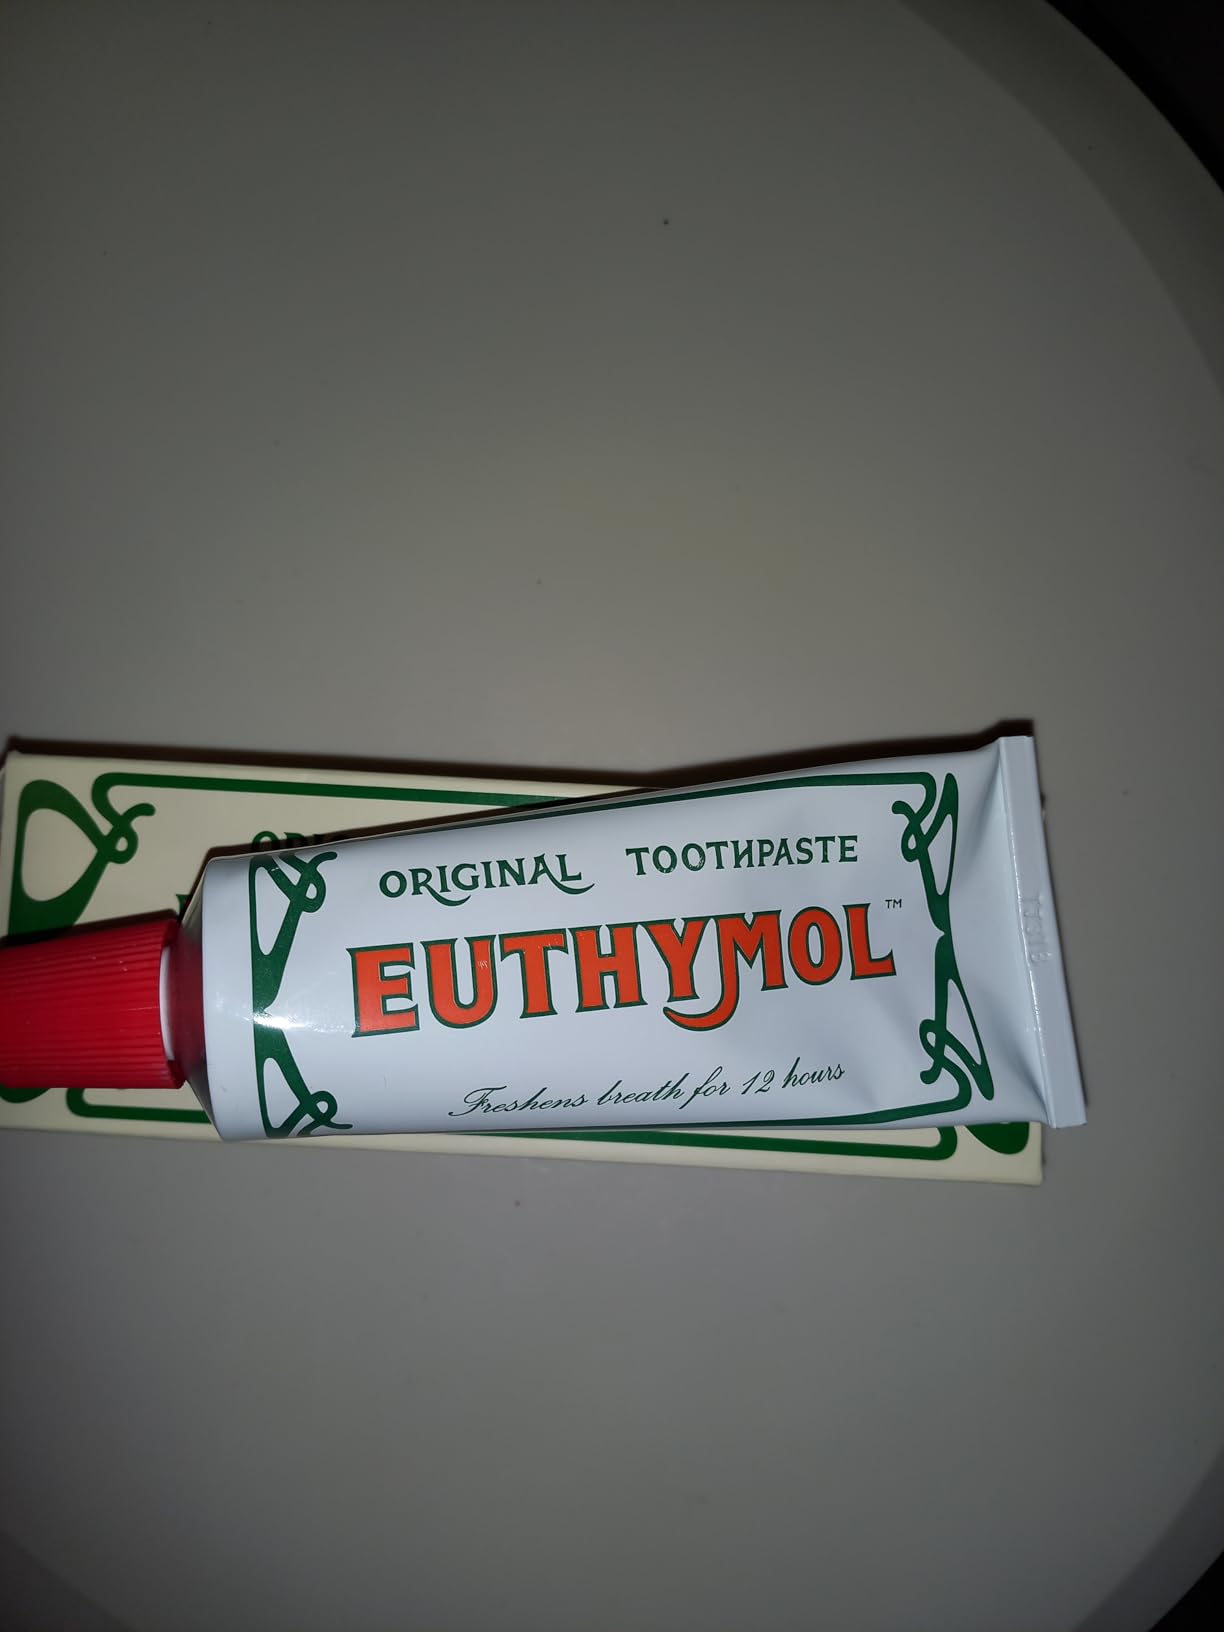 ORIGINAL TOOTHPASTE
EUTHYMOL™
Freshens breath for 12 hours